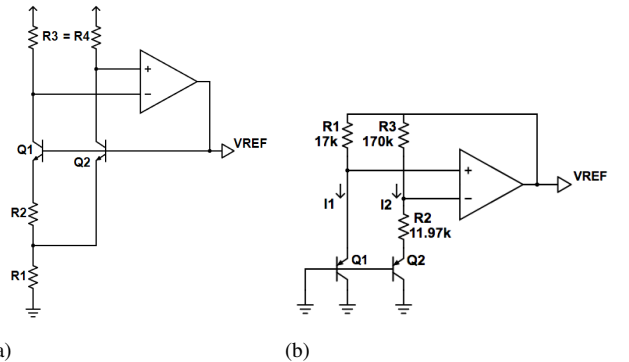 R3 = R4
+
-
Q1
Q2
VREF
R2
R1
R1
17k
R3
170k
+
-
VREF
I1
I2
R2
11.97k
Q1
Q2
a)
(b)